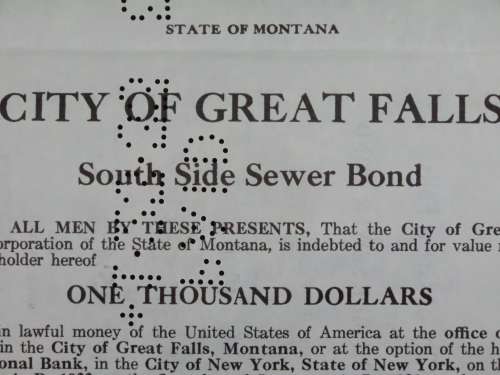 STATE OF MONTANA
CITY OF GREAT FALLS
South Side Sewer Bond
ALL MEN BY THESE PRESENTS, That the City of Gre
orporation of the State of Montana, is indebted to and for value r
holder hereof
ONE THOUSAND DOLLARS
in lawful money of the United States of America at the office o
in the City of Great Falls, Montana, or at the option of the h
onal Bank, in the City of New York, State of New York, on th